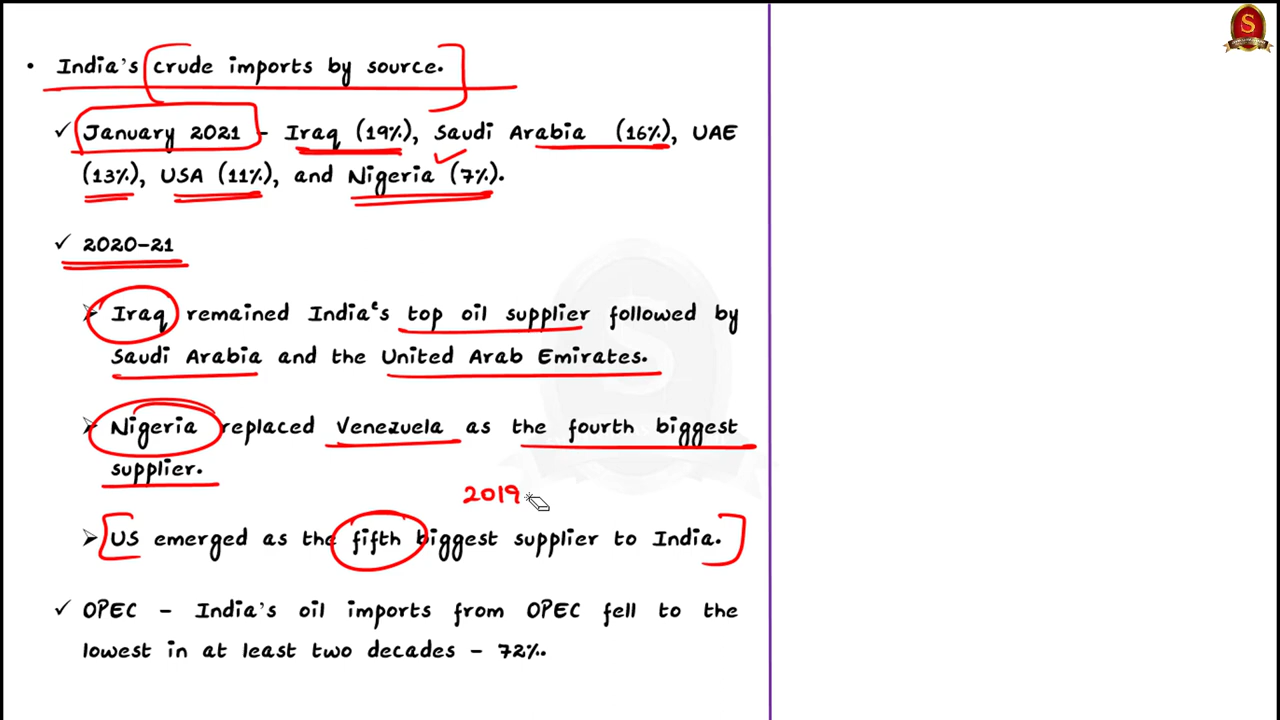 • India's crude imports by source.
✓ January 2021 - Iraq (19%), Saudi Arabia (16%), UAE
(13%), USA (11%), and Nigeria (7%).
✓ 2020-21
➢ Iraq remained India's top oil supplier followed by
Saudi Arabia and the United Arab Emirates.
➢ Nigeria replaced Venezuela as the fourth biggest
supplier.
2019
➢ US emerged as the fifth biggest supplier to India.
✓ OPEC - India's oil imports from OPEC fell to the
lowest in at least two decades - 72%.
S